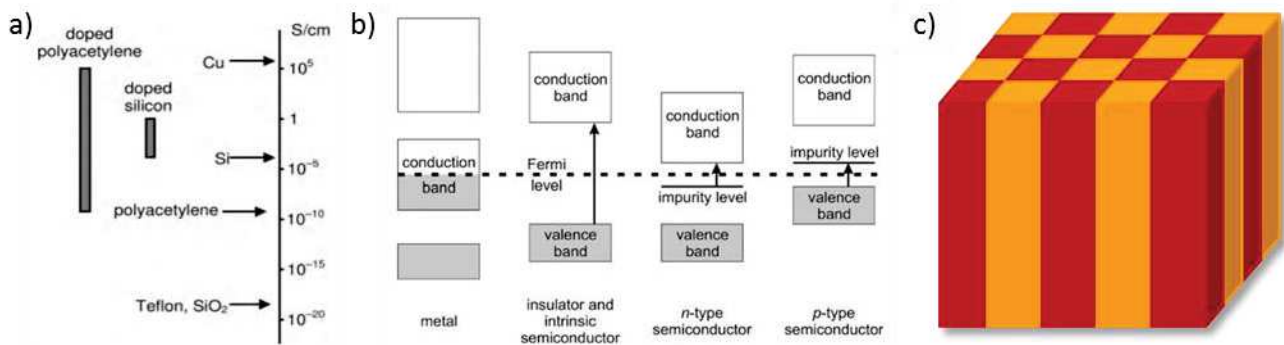 a)
doped
polyacetylene
doped
silicon
S/cm
Cu
10⁵
1
Si
10⁻⁵
polyacetylene
10⁻¹⁰
10⁻¹⁵
Teflon, SiO₂
10⁻²⁰
b)
conduction
band
metal
conduction
band
Fermi
level
valence
band
insulator and
intrinsic
semiconductor
conduction
band
impurity level
valence
band
n-type
semiconductor
conduction
band
impurity level
valence
band
p-type
semiconductor
c)